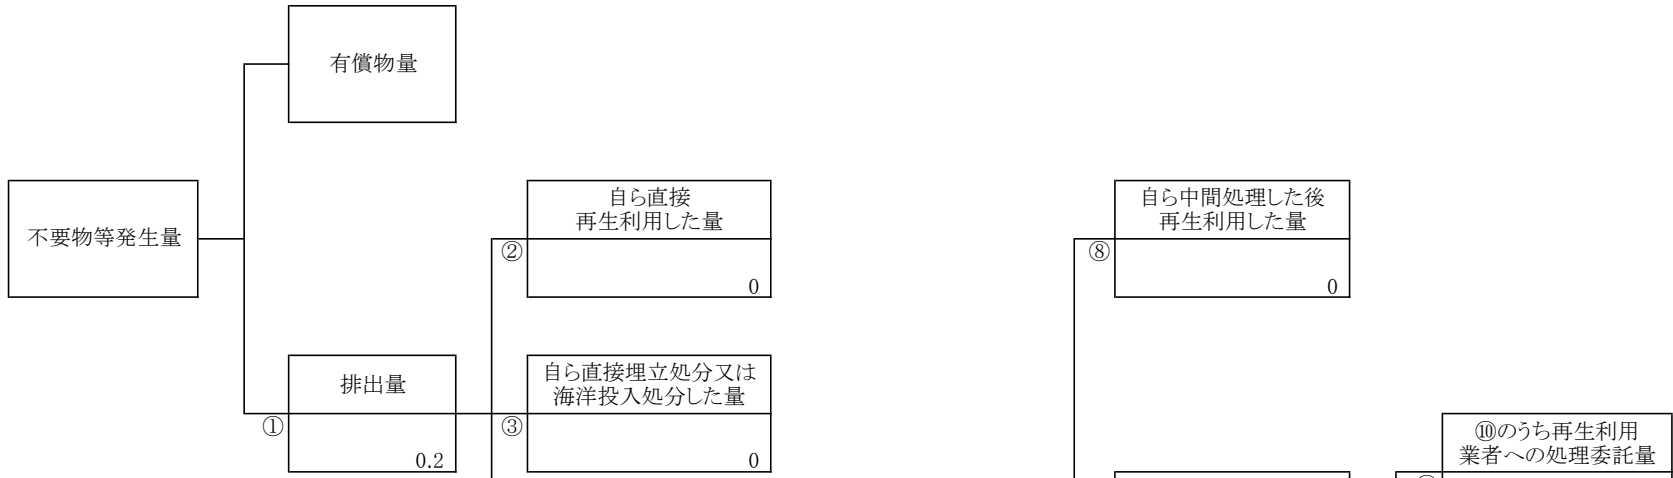 有償物量
不要物等発生量
自ら直接
再生利用した量
②
0
自ら中間処理した後
再生利用した量
⑧
0
排出量
①
0.2
自ら直接埋立処分又は
海洋投入処分した量
③
0
⑩のうち再生利用
業者への処理委託量